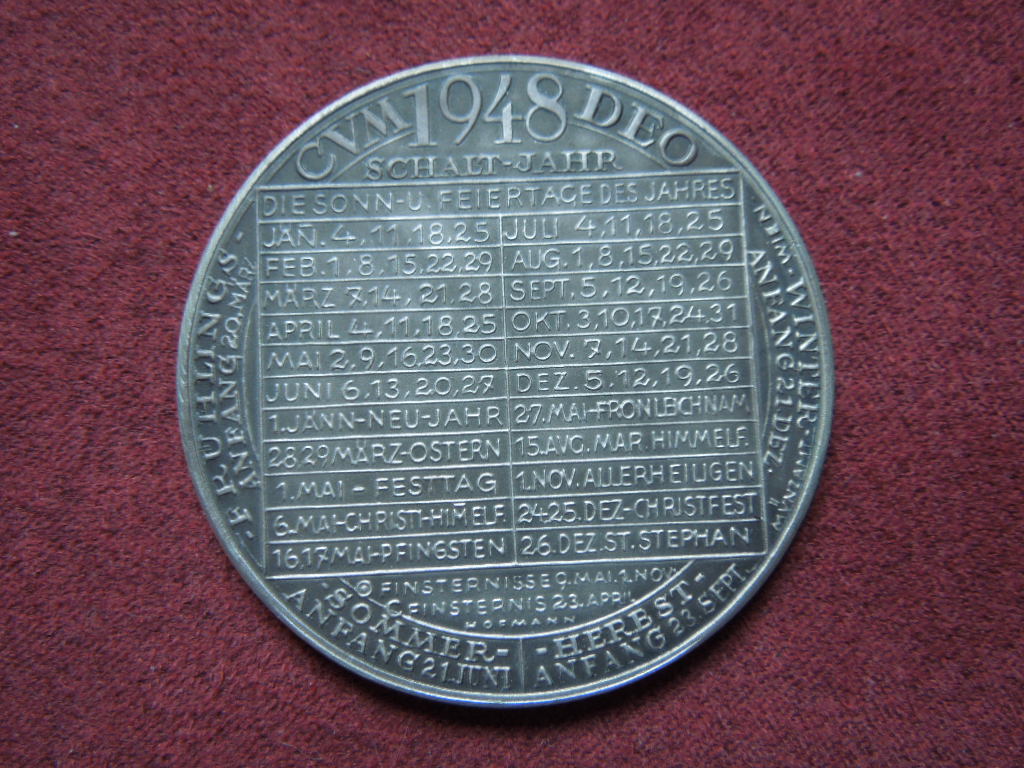 CVM 1948 DEO
SCHALT-JAHR
DIE SONN-U. FEIERTAGE DES JAHRES
JÄN. 4, 11, 18, 25
FEB. 1, 8, 15, 22, 29
MÄRZ 7, 14, 21, 28
APRIL 4, 11, 18, 25
MAI 2, 9, 16, 23, 30
JUNI 6, 13, 20, 27
1. JÄNN-NEU-JAHR
28.29 MÄRZ-OSTERN
1. MAI - FESTTAG
6. MAI-CHRISTI-HIM̄ELF.
16,17 MAI-PFINGSTEN
JULI 4, 11, 18, 25
AUG. 1, 8, 15, 22, 29
SEPT. 5, 12, 19, 26
OKT. 3, 10, 17, 24, 31
NOV. 7, 14, 21, 28
DEZ. 5, 12, 19, 26
27. MAI-FRONLEICHNAM
15. AVG. MAR. HIMMELF.
1. NOV. ALLERHEILIGEN
24-25. DEZ-CHRISTFEST
26. DEZ. ST. STEPHAN
FINSTERNISSE 9. MAI. 1. NOV.
FINSTERNIS 23. APRIL
HOFMANN
-FRÜHLINGS-
ANFANG 20. MÄRZ
-SOMMER-
ANFANG 21. JUNI
-HERBST-
ANFANG 23. SEPT.
WIEN
-WINTER-
ANFANG 21 DEZ.